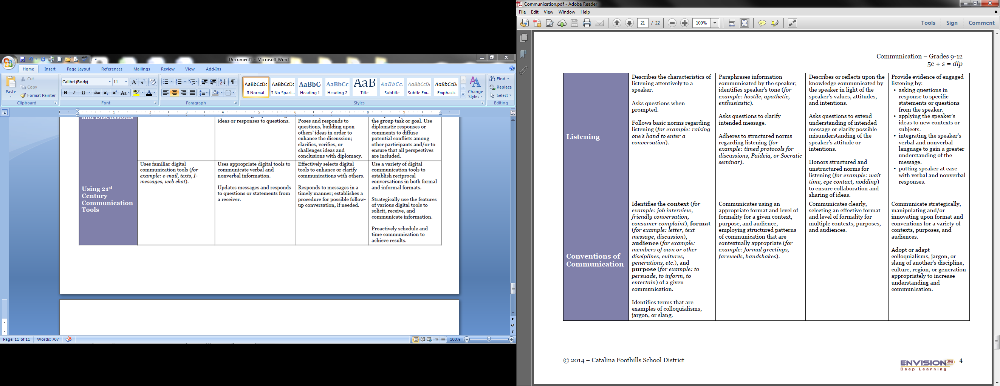 Document1 - Microsoft Word
Home Insert Page Layout References Mailings Review View Add-Ins
Paste
Cut
Copy
Format Painter
Clipboard
Calibri (Body) 11
Font
Paragraph
AaBbCcDc AaBbCcDc AaBbC AaBbCc AaB AaBbCc. AaBbCcDc AaBbCcDc
¶ Normal ¶ No Spaci... Heading 1 Heading 2 Title Subtitle Subtle Em... Emphasis
Change
Styles
Styles
Find
Replace
Select
Editing
1 2 3 4 5 6 7 8 9
and Discussions
ideas or responses to questions.
Poses and responds to
questions, building upon
others' ideas in order to
enhance the discussion;
clarifies, verifies, or
challenges ideas and
conclusions with diplomacy.
the group task or goal. Use
diplomatic responses or
comments to diffuse
potential conflicts among
other participants and/or to
ensure that all perspectives
are included.
Using 21st
Century
Communication
Tools
Uses familiar digital
communication tools (for
example: e-mail, texts, I-
messages, web chat).
Uses appropriate digital tools to
communicate verbal and
nonverbal information.
Updates messages and responds
to questions or statements from
a receiver.
Effectively selects digital
tools to enhance or clarify
communications with others.
Responds to messages in a
timely manner; establishes a
procedure for possible follow-
up conversation, if needed.
Use a variety of digital
communication tools to
establish reciprocal
conversations in both formal
and informal formats.
Strategically use the features
of various digital tools to
solicit, receive, and
communicate information.
Proactively schedule and
time communication to
achieve results.
Page: 11 of 11 Words: 707 100%
Communication.pdf - Adobe Reader
File Edit View Window Help
21 / 22 100% Tools Sign Comment
Communication – Grades 9-12
5c + s = dlp
Listening
Describes the characteristics of
listening attentively to a
speaker.
Asks questions when
prompted.
Follows basic norms regarding
listening (for example: raising
one's hand to enter a
conversation).
Paraphrases information
communicated by the speaker;
identifies speaker's tone (for
example: hostile, apathetic,
enthusiastic).
Asks questions to clarify
intended message.
Adheres to structured norms
regarding listening (for
example: timed protocols for
discussions, Paideia, or Socratic
seminar).
Describes or reflects upon the
knowledge communicated by
the speaker in light of the
speaker's values, attitudes,
and intentions.
Asks questions to extend
understanding of intended
message or clarify possible
misunderstanding of the
speaker's attitude or
intentions.
Honors structured and
unstructured norms for
listening (for example: wait
time, eye contact, nodding)
to ensure collaboration and
sharing of ideas.
Provide evidence of engaged
listening by:
• asking questions in
response to specific
statements or questions
from the speaker.
• applying the speaker's
ideas to new contexts or
subjects.
• integrating the speaker's
verbal and nonverbal
language to gain a greater
understanding of the
message.
• putting speaker at ease
with verbal and nonverbal
responses.
Conventions of
Communication
Identifies the context (for
example: job interview,
friendly conversation,
consumer complaint), format
(for example: letter, text
message, discussion),
audience (for example:
members of own or other
disciplines, cultures,
generations, etc.), and
purpose (for example: to
persuade, to inform, to
entertain) of a given
communication.
Identifies terms that are
examples of colloquialisms,
jargon, or slang.
Communicates using an
appropriate format and level of
formality for a given context,
purpose, and audience,
employing structured patterns
of communication that are
contextually appropriate (for
example: formal greetings,
farewells, handshakes).
Communicates clearly,
selecting an effective format
and level of formality for
multiple contexts, purposes,
and audiences.
Communicate strategically,
manipulating and/or
innovating upon format and
conventions for a variety of
contexts, purposes, and
audiences.
Adopt or adapt
colloquialisms, jargon, or
slang of another's discipline,
culture, region, or generation
appropriately to increase
understanding and
communication.
© 2014 – Catalina Foothills School District
ENVISION 21
Deep Learning
4